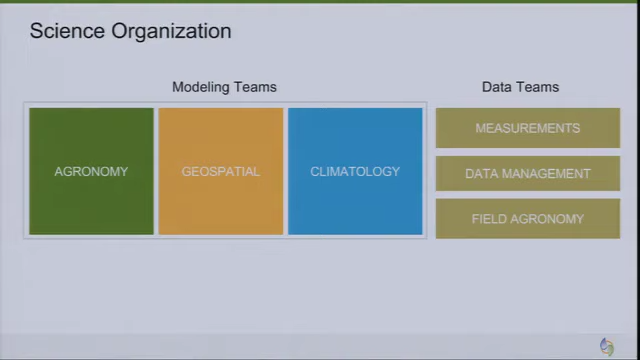 Science Organization
Modeling Teams
Data Teams
AGRONOMY
GEOSPATIAL
CLIMATOLOGY
MEASUREMENTS
DATA MANAGEMENT
FIELD AGRONOMY